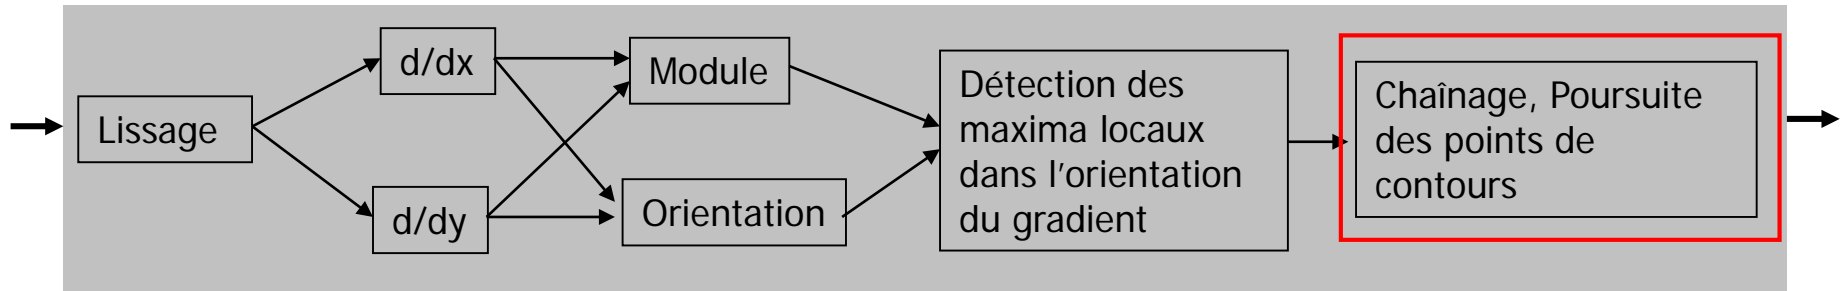 Lissage
d/dx
d/dy
Module
Orientation
Détection des
maxima locaux
dans l'orientation
du gradient
Chaînage, Poursuite
des points de
contours